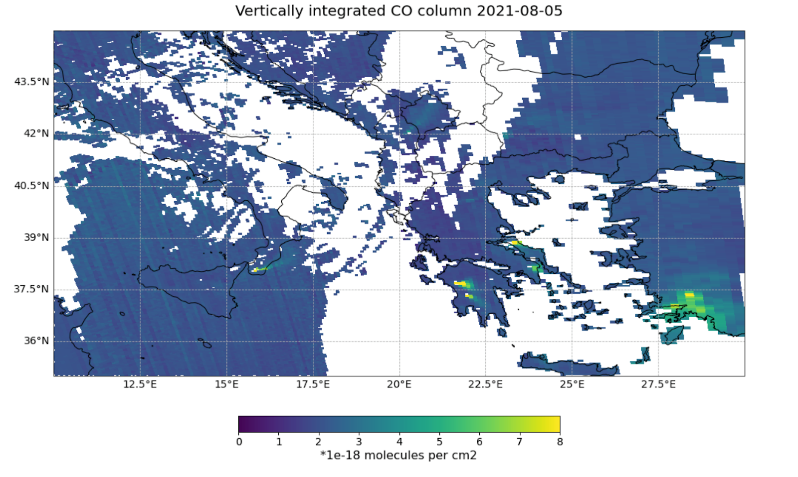 Vertically integrated CO column 2021-08-05
43.5°N
42°N
40.5°N
39°N
37.5°N
36°N
12.5°E 15°E 17.5°E 20°E 22.5°E 25°E 27.5°E
0 1 2 3 4 5 6 7 8
*1e-18 molecules per cm2